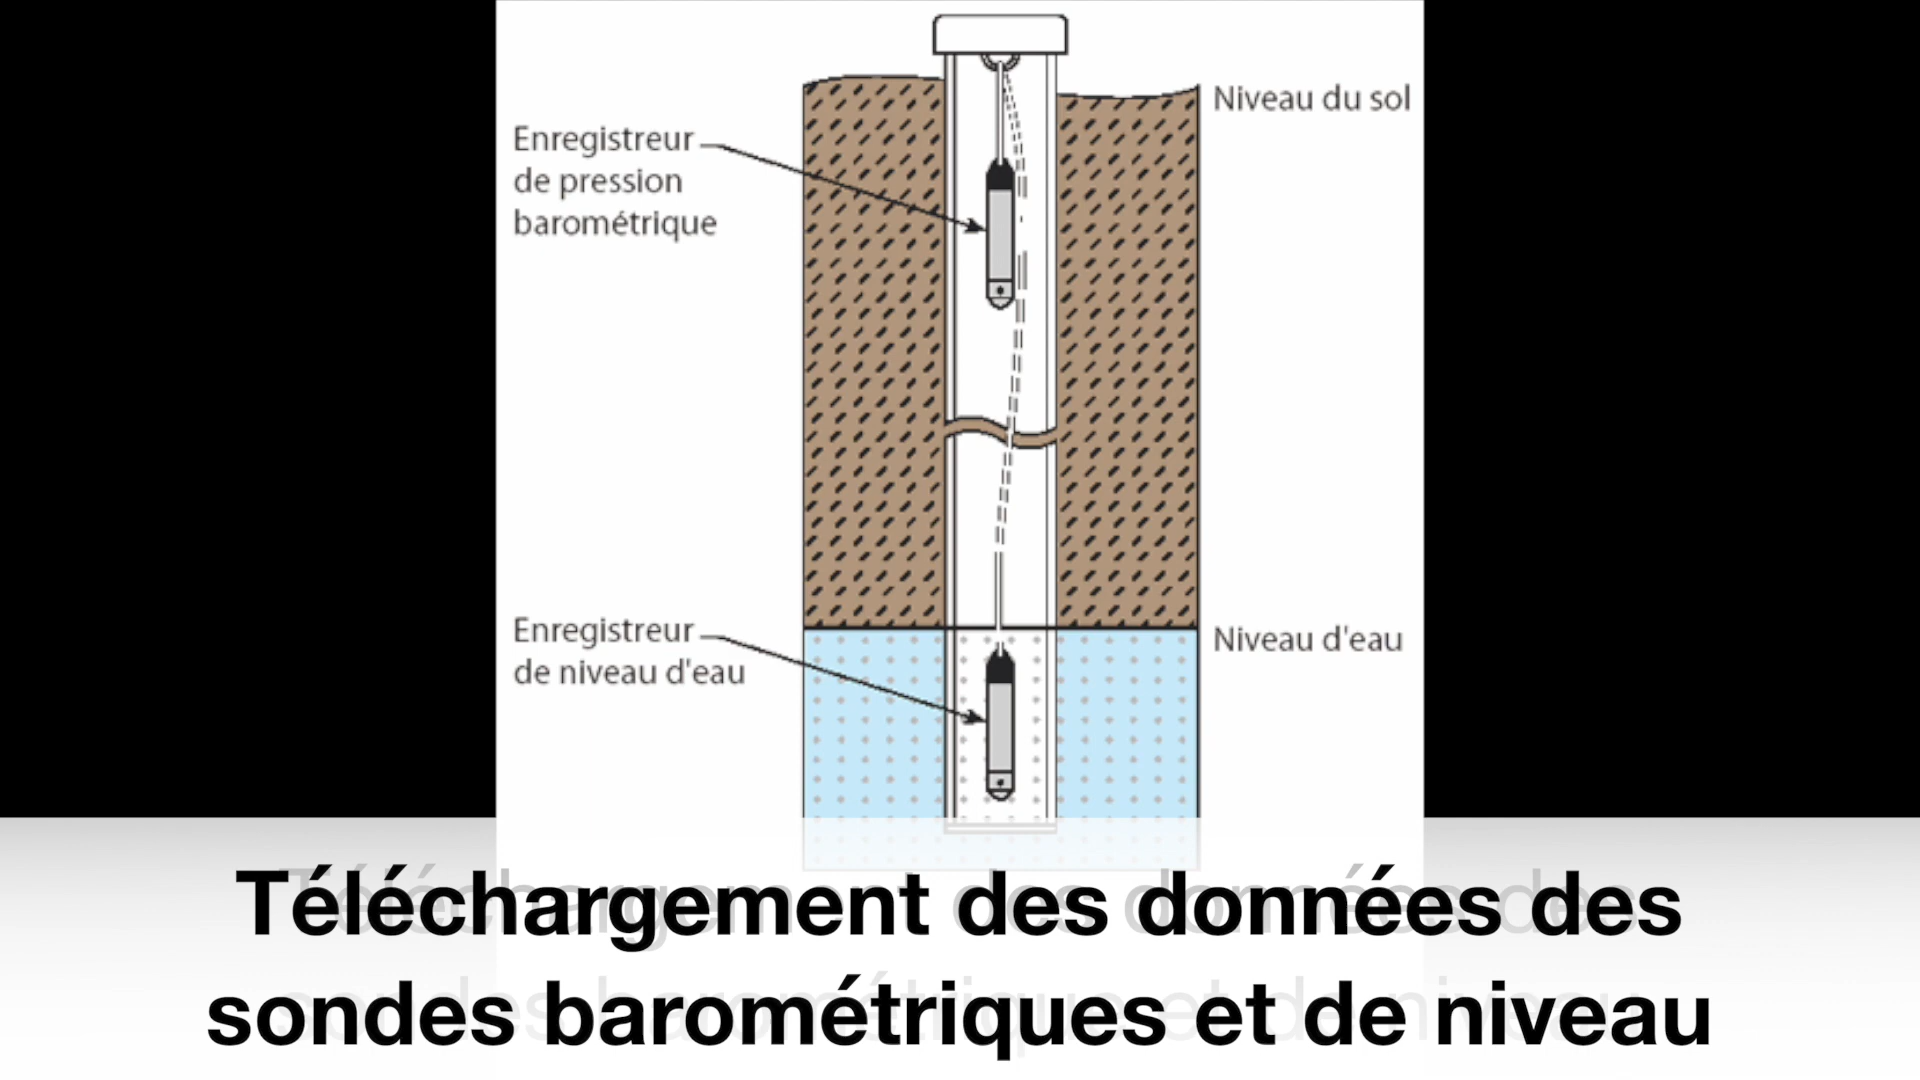 Niveau du sol
Enregistreur
de pression
barométrique
Enregistreur
de niveau d'eau
Niveau d'eau
Téléchargement des données des
sondes barométriques et de niveau